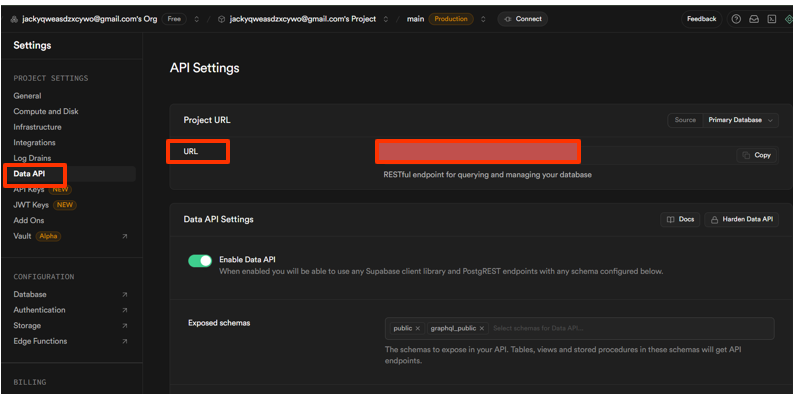 jackyqweasdzxcywo@gmail.com's Org Free / jackyqweasdzxcywo@gmail.com's Project / main Production Connect Feedback
Settings
PROJECT SETTINGS
General
Compute and Disk
Infrastructure
Integrations
Log Drains
Data API
API Keys NEW
JWT Keys NEW
Add Ons
Vault Alpha
CONFIGURATION
Database
Authentication
Storage
Edge Functions
BILLING
API Settings
Project URL Source Primary Database
URL Copy
RESTful endpoint for querying and managing your database
Data API Settings Docs Harden Data API
Enable Data API
When enabled you will be able to use any Supabase client library and PostgREST endpoints with any schema configured below.
Exposed schemas public graphql_public Select schemas for Data API...
The schemas to expose in your API. Tables, views and stored procedures in these schemas will get API
endpoints.